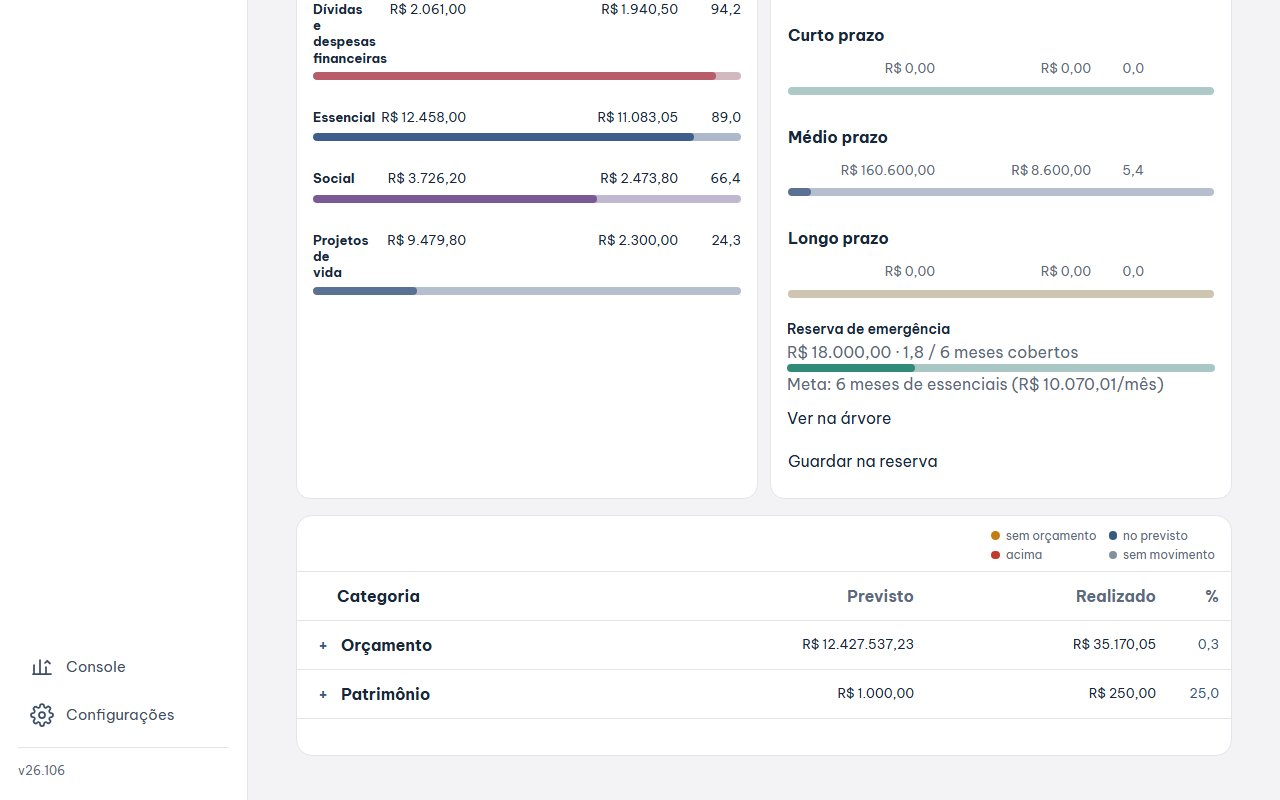 Dívidas
e
despesas
financeiras
R$ 2.061,00 R$ 1.940,50 94,2
Essencial R$ 12.458,00 R$ 11.083,05 89,0
Social R$ 3.726,20 R$ 2.473,80 66,4
Projetos
de
vida
R$ 9.479,80 R$ 2.300,00 24,3
Curto prazo
R$ 0,00 R$ 0,00 0,0
Médio prazo
R$ 160.600,00 R$ 8.600,00 5,4
Longo prazo
R$ 0,00 R$ 0,00 0,0
Reserva de emergência
R$ 18.000,00 · 1,8 / 6 meses cobertos
Meta: 6 meses de essenciais (R$ 10.070,01/mês)
Ver na árvore
Guardar na reserva
sem orçamento no previsto
acima sem movimento
Categoria Previsto Realizado %
+ Orçamento R$ 12.427.537,23 R$ 35.170,05 0,3
+ Patrimônio R$ 1.000,00 R$ 250,00 25,0
Console
Configurações
v26.106